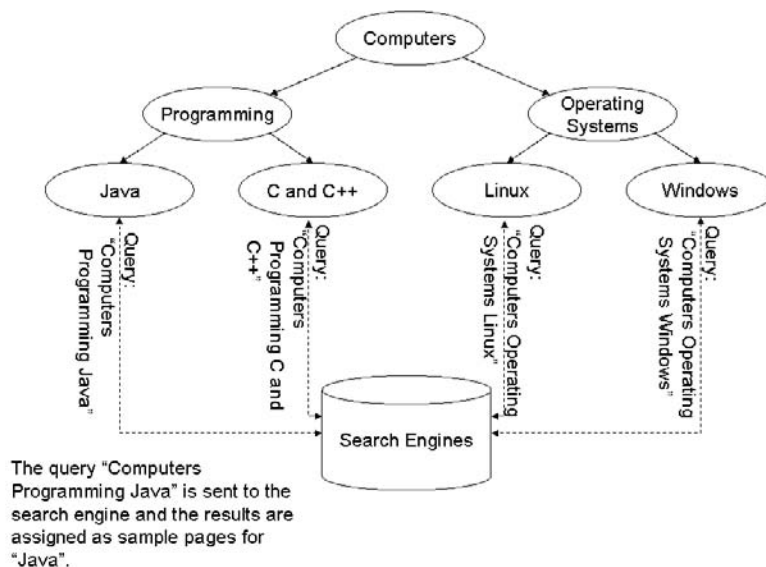 Computers
Programming
Operating
Systems
Java
C and C++
Linux
Windows
Query:
"Computers
Programming Java"
Query:
"Computers
Programming C and
C++"
Query:
"Computers Operating
Systems Linux"
Query:
"Computers Operating
Systems Windows"
Search Engines
The query "Computers
Programming Java" is sent to the
search engine and the results are
assigned as sample pages for
"Java".